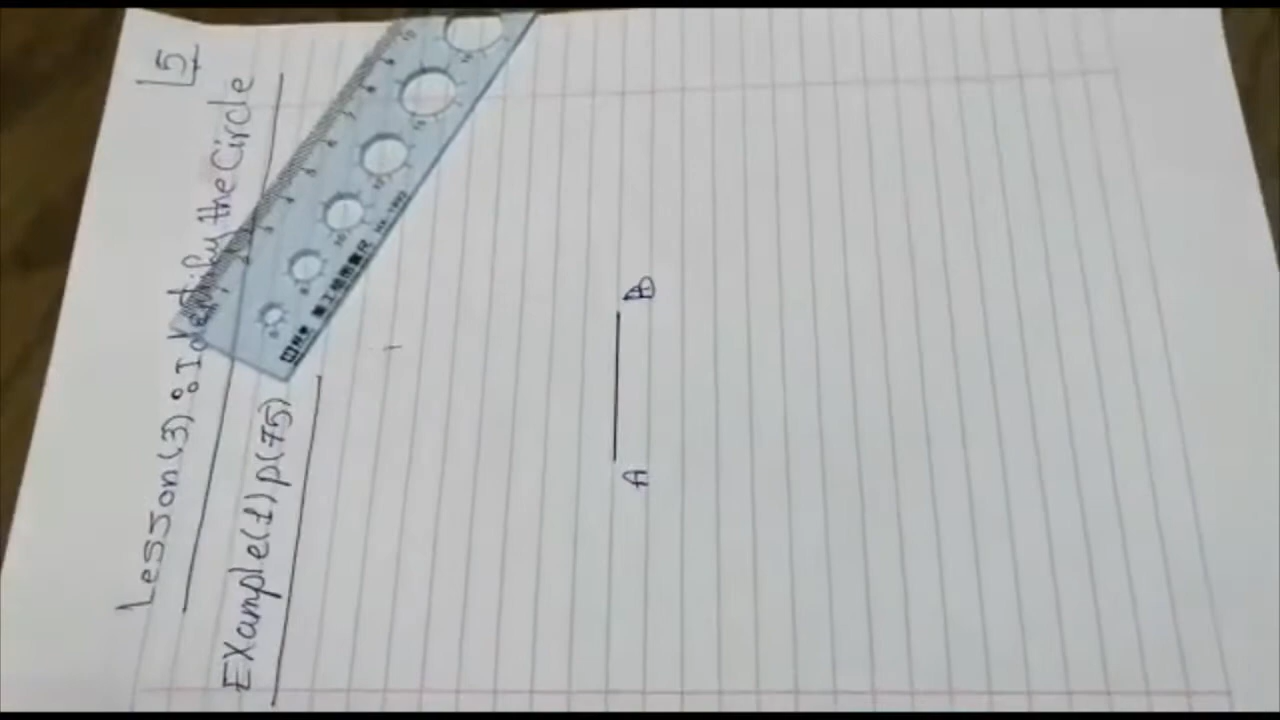 5
Lesson(3): Identify the Circle
Example(1) p(75)
A B